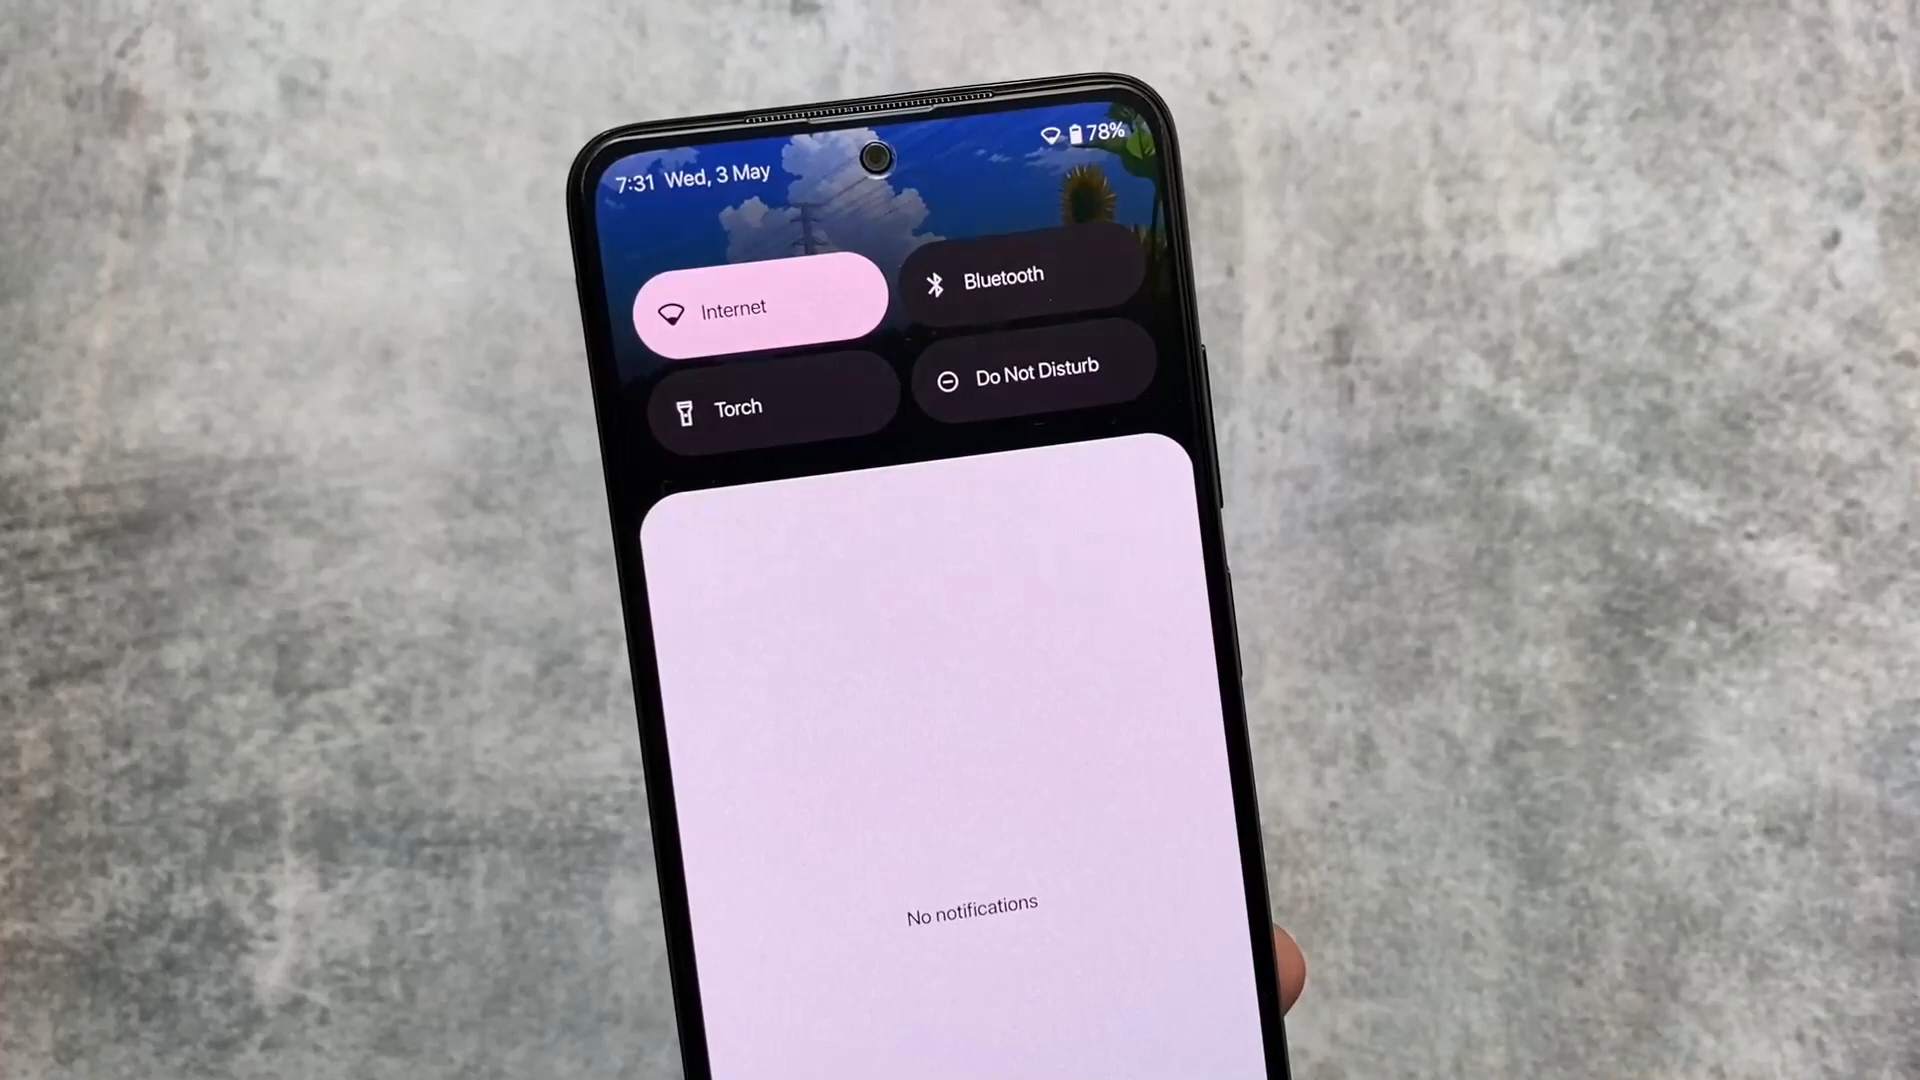 7:31 Wed, 3 May
78%
Internet
Bluetooth
Torch
Do Not Disturb
No notifications